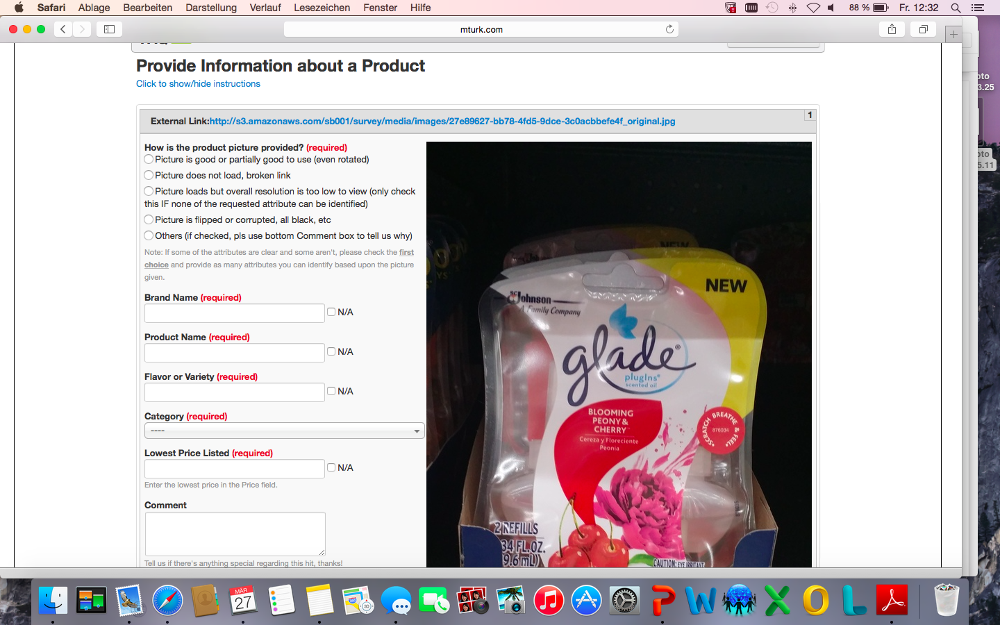 Safari Ablage Bearbeiten Darstellung Verlauf Lesezeichen Fenster Hilfe 88 % Fr. 12:32
mturk.com
Provide Information about a Product
Click to show/hide instructions
External Link:http://s3.amazonaws.com/sb001/survey/media/images/27e89627-bb78-4fd5-9dce-3c0acbbefe4f_original.jpg
1
How is the product picture provided? (required)
Picture is good or partially good to use (even rotated)
Picture does not load, broken link
Picture loads but overall resolution is too low to view (only check
this IF none of the requested attribute can be identified)
Picture is flipped or corrupted, all black, etc
Others (if checked, pls use bottom Comment box to tell us why)
Note: If some of the attributes are clear and some aren't, please check the first
choice and provide as many attributes you can identify based upon the picture
given.
Brand Name (required)
N/A
Product Name (required)
N/A
Flavor or Variety (required)
N/A
Category (required)
----
Lowest Price Listed (required)
N/A
Enter the lowest price in the Price field.
Comment
Tell us if there's anything special regarding this hit, thanks!
NEW
NEW
SC Johnson
A Family Company
glade®
plugins®
scented oil
BLOOMING
PEONY &
CHERRY
Cereza y Floreciente
Peonia
SCRATCH BREATHE & FEEL
876034
2 REFILLS
34 FL.OZ.
9.6 mL)
CAUTION: EYE IRRITANT
oto
3.25
oto
5.11
MÄR
27